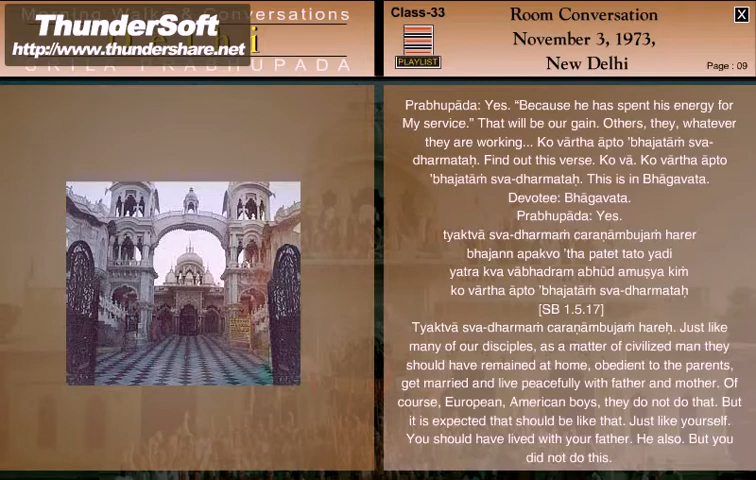 Morning Walks & Conversations
ThunderSoft
http://www.thundershare.net
SRILA PRABHUPADA
Class-33
PLAYLIST
Room Conversation
November 3, 1973,
New Delhi
X
Page : 09
Prabhupāda: Yes. “Because he has spent his energy for
My service.” That will be our gain. Others, they, whatever
they are working... Ko vārtha āpto 'bhajatāṁ sva-
dharmataḥ. Find out this verse. Ko vā. Ko vārtha āpto
'bhajatāṁ sva-dharmataḥ. This is in Bhāgavata.
Devotee: Bhāgavata.
Prabhupāda: Yes.
tyaktvā sva-dharmaṁ caraṇāmbujaṁ harer
bhajann apakvo 'tha patet tato yadi
yatra kva vābhadram abhūd amuṣya kiṁ
ko vārtha āpto 'bhajatāṁ sva-dharmataḥ
[SB 1.5.17]
Tyaktvā sva-dharmaṁ caraṇāmbujaṁ hareḥ. Just like
many of our disciples, as a matter of civilized man they
should have remained at home, obedient to the parents,
get married and live peacefully with father and mother. Of
course, European, American boys, they do not do that. But
it is expected that should be like that. Just like yourself.
You should have lived with your father. He also. But you
did not do this.